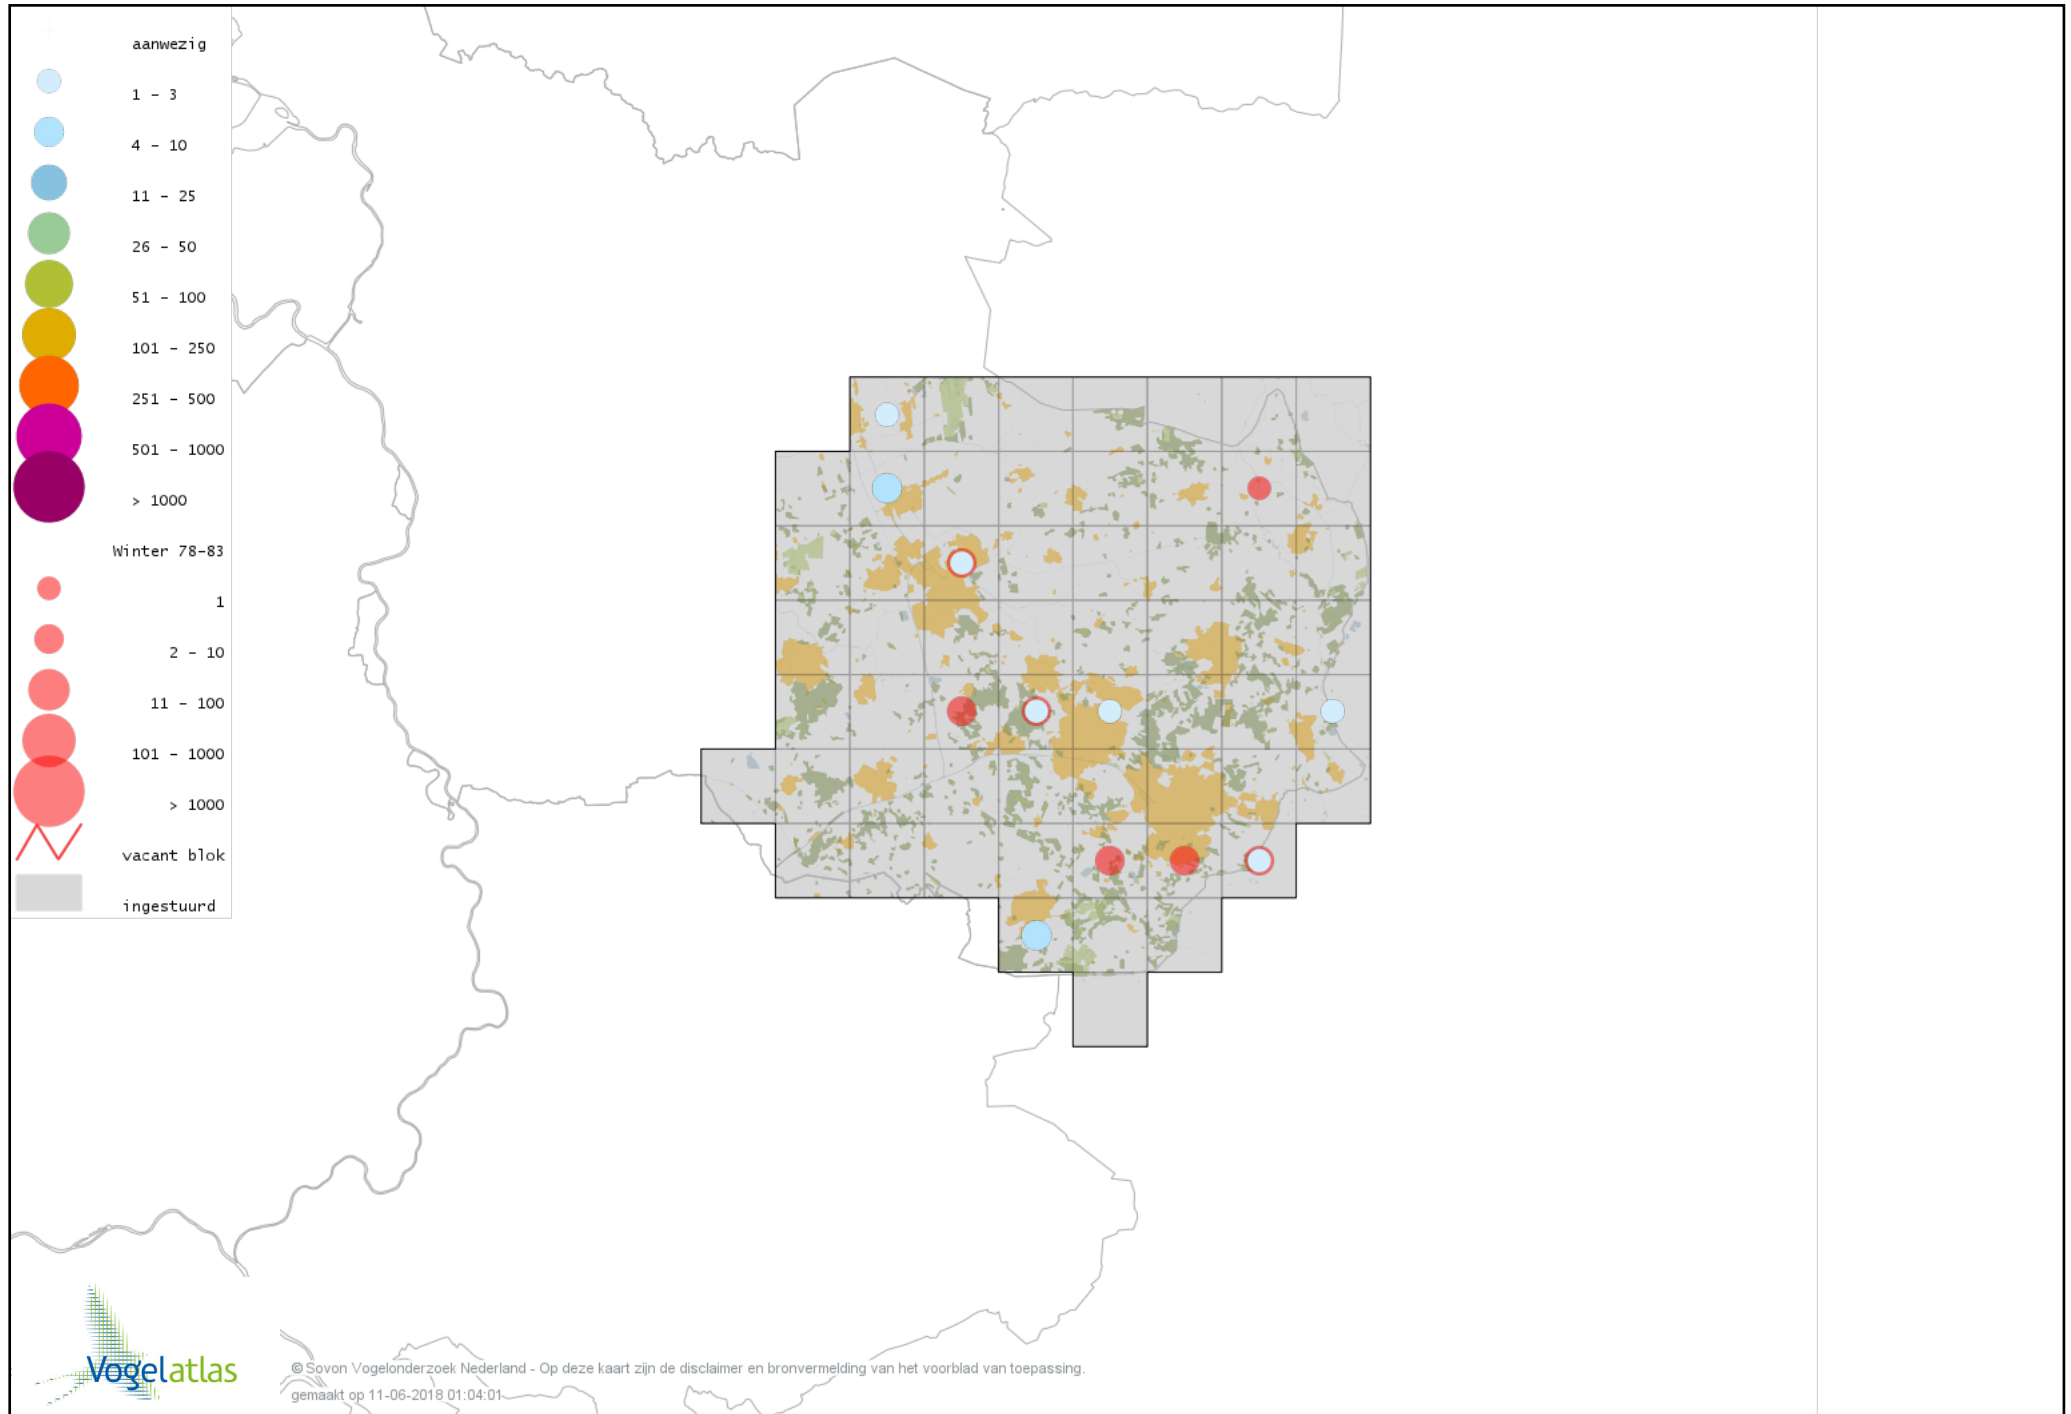 aanwezig
1 - 3
4 - 10
11 - 25
26 - 50
51 - 100
101 - 250
251 - 500
501 - 1000
> 1000
Winter 78-83
1
2 - 10
11 - 100
101 - 1000
> 1000
vacant blok
ingestuurd
Vogelatlas
© Sovon Vogelonderzoek Nederland - Op deze kaart zijn de disclaimer en bronvermelding van het voorblad van toepassing.
gemaakt op 11-06-2018 01:04:01